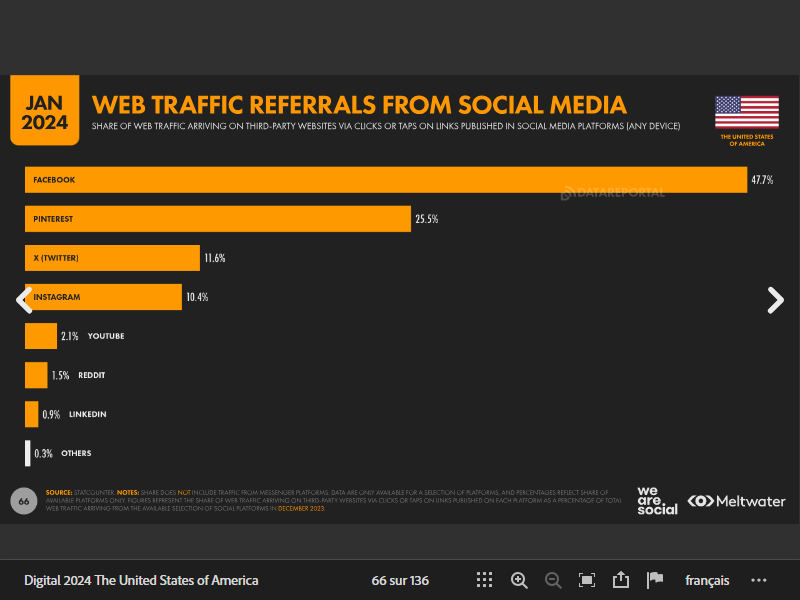 JAN
2024
WEB TRAFFIC REFERRALS FROM SOCIAL MEDIA
SHARE OF WEB TRAFFIC ARRIVING ON THIRD-PARTY WEBSITES VIA CLICKS OR TAPS ON LINKS PUBLISHED IN SOCIAL MEDIA PLATFORMS (ANY DEVICE)
THE UNITED STATES
OF AMERICA
FACEBOOK 47.7%
DATAREPORTAL
PINTEREST 25.5%
X (TWITTER) 11.6%
INSTAGRAM 10.4%
2.1% YOUTUBE
1.5% REDDIT
0.9% LINKEDIN
0.3% OTHERS
66
SOURCE: STATCOUNTER. NOTES: SHARE DOES NOT INCLUDE TRAFFIC FROM MESSENGER PLATFORMS. DATA ARE ONLY AVAILABLE FOR A SELECTION OF PLATFORMS, AND PERCENTAGES REFLECT SHARE OF
AVAILABLE PLATFORMS ONLY. FIGURES REPRESENT THE SHARE OF WEB TRAFFIC ARRIVING ON THIRD-PARTY WEBSITES VIA CLICKS OR TAPS ON LINKS PUBLISHED ON EACH PLATFORM AS A PERCENTAGE OF TOTAL
WEB TRAFFIC ARRIVING FROM THE AVAILABLE SELECTION OF SOCIAL PLATFORMS IN DECEMBER 2023.
we
are.
social
Meltwater
Digital 2024 The United States of America
66 sur 136
français